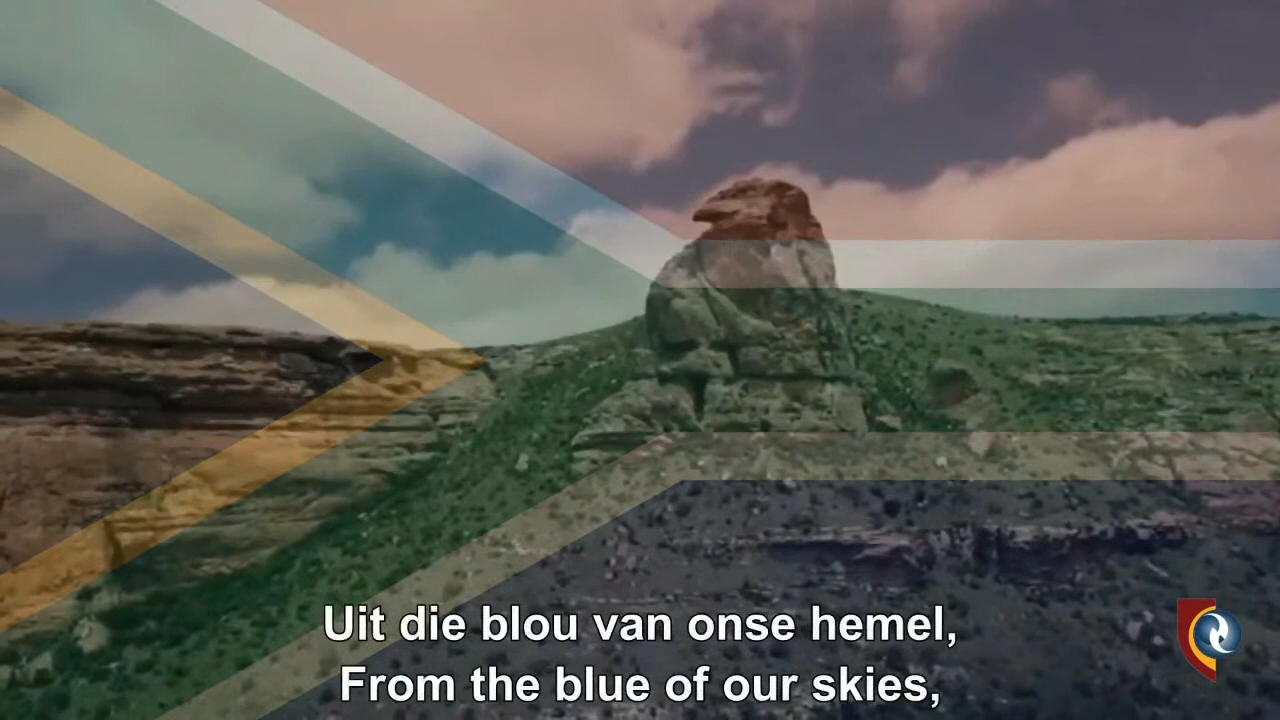 Uit die blou van onse hemel,
From the blue of our skies,